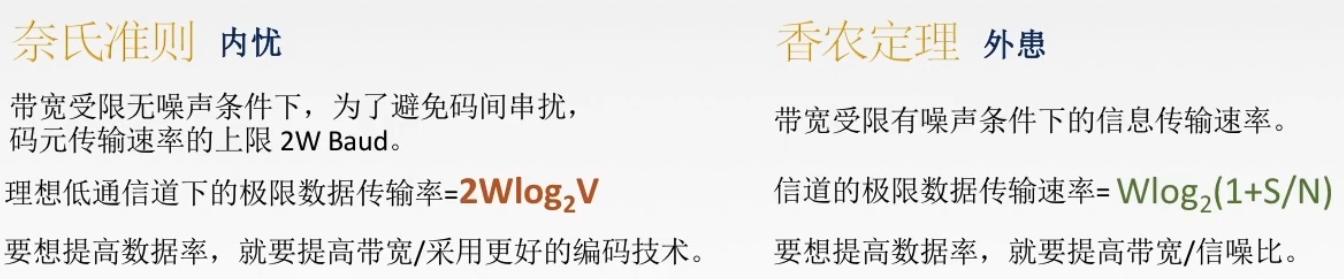 奈氏准则 内忧
带宽受限无噪声条件下，为了避免码间串扰，
码元传输速率的上限 2W Baud。
理想低通信道下的极限数据传输率=2Wlog₂V
要想提高数据率，就要提高带宽/采用更好的编码技术。
香农定理 外患
带宽受限有噪声条件下的信息传输速率。
信道的极限数据传输速率= Wlog₂(1+S/N)
要想提高数据率，就要提高带宽/信噪比。